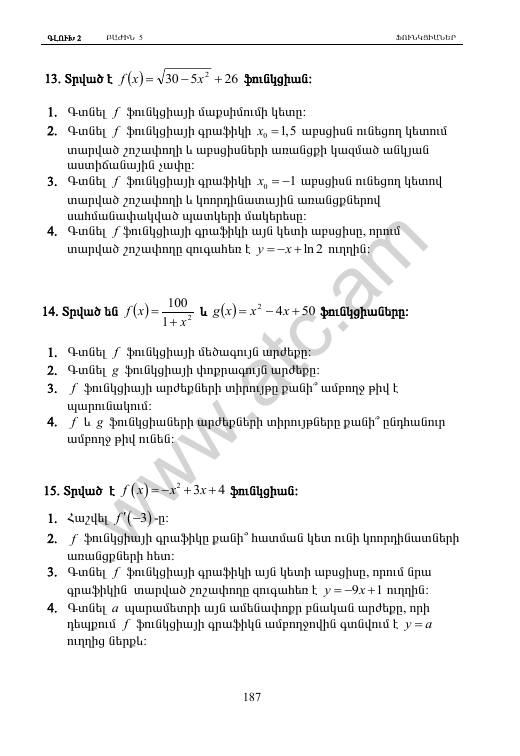 ԳԼՈՒԽ 2 ԲԱԺԻՆ 5 ՖՈՒՆԿՑԻԱՆԵՐ
13. Տրված է f(x) = √(30 − 5x²) + 26 ֆունկցիան:
1. Գտնել f ֆունկցիայի մաքսիմումի կետը:
2. Գտնել f ֆունկցիայի գրաֆիկի x₀ = 1,5 աբսցիսն ունեցող կետում
տարված շոշափողի և աբսցիսների առանցքի կազմած անկյան
աստիճանային չափը:
3. Գտնել f ֆունկցիայի գրաֆիկի x₀ = −1 աբսցիսն ունեցող կետով
տարված շոշափողի և կոորդինատային առանցքներով
սահմանափակված պատկերի մակերեսը:
4. Գտնել f ֆունկցիայի գրաֆիկի այն կետի աբսցիսը, որում
տարված շոշափողը զուգահեռ է y = −x + ln 2 ուղղին:
14. Տրված են f(x) = 100/(1 + x²) և g(x) = x² − 4x + 50 ֆունկցիաները:
1. Գտնել f ֆունկցիայի մեծագույն արժեքը:
2. Գտնել g ֆունկցիայի փոքրագույն արժեքը:
3. f ֆունկցիայի արժեքների տիրույթը քանի՞ ամբողջ թիվ է
պարունակում:
4. f և g ֆունկցիաների արժեքների տիրույթները քանի՞ ընդհանուր
ամբողջ թիվ ունեն:
15. Տրված է f(x) = −x² + 3x + 4 ֆունկցիան:
1. Հաշվել f′(−3)-ը:
2. f ֆունկցիայի գրաֆիկը քանի՞ հատման կետ ունի կոորդինատների
առանցքների հետ:
3. Գտնել f ֆունկցիայի գրաֆիկի այն կետի աբսցիսը, որում նրա
գրաֆիկին տարված շոշափողը զուգահեռ է y = −9x + 1 ուղղին:
4. Գտնել a պարամետրի այն ամենափոքր բնական արժեքը, որի
դեպքում f ֆունկցիայի գրաֆիկն ամբողջովին գտնվում է y = a
ուղղից ներքև:
187
www.atc.am